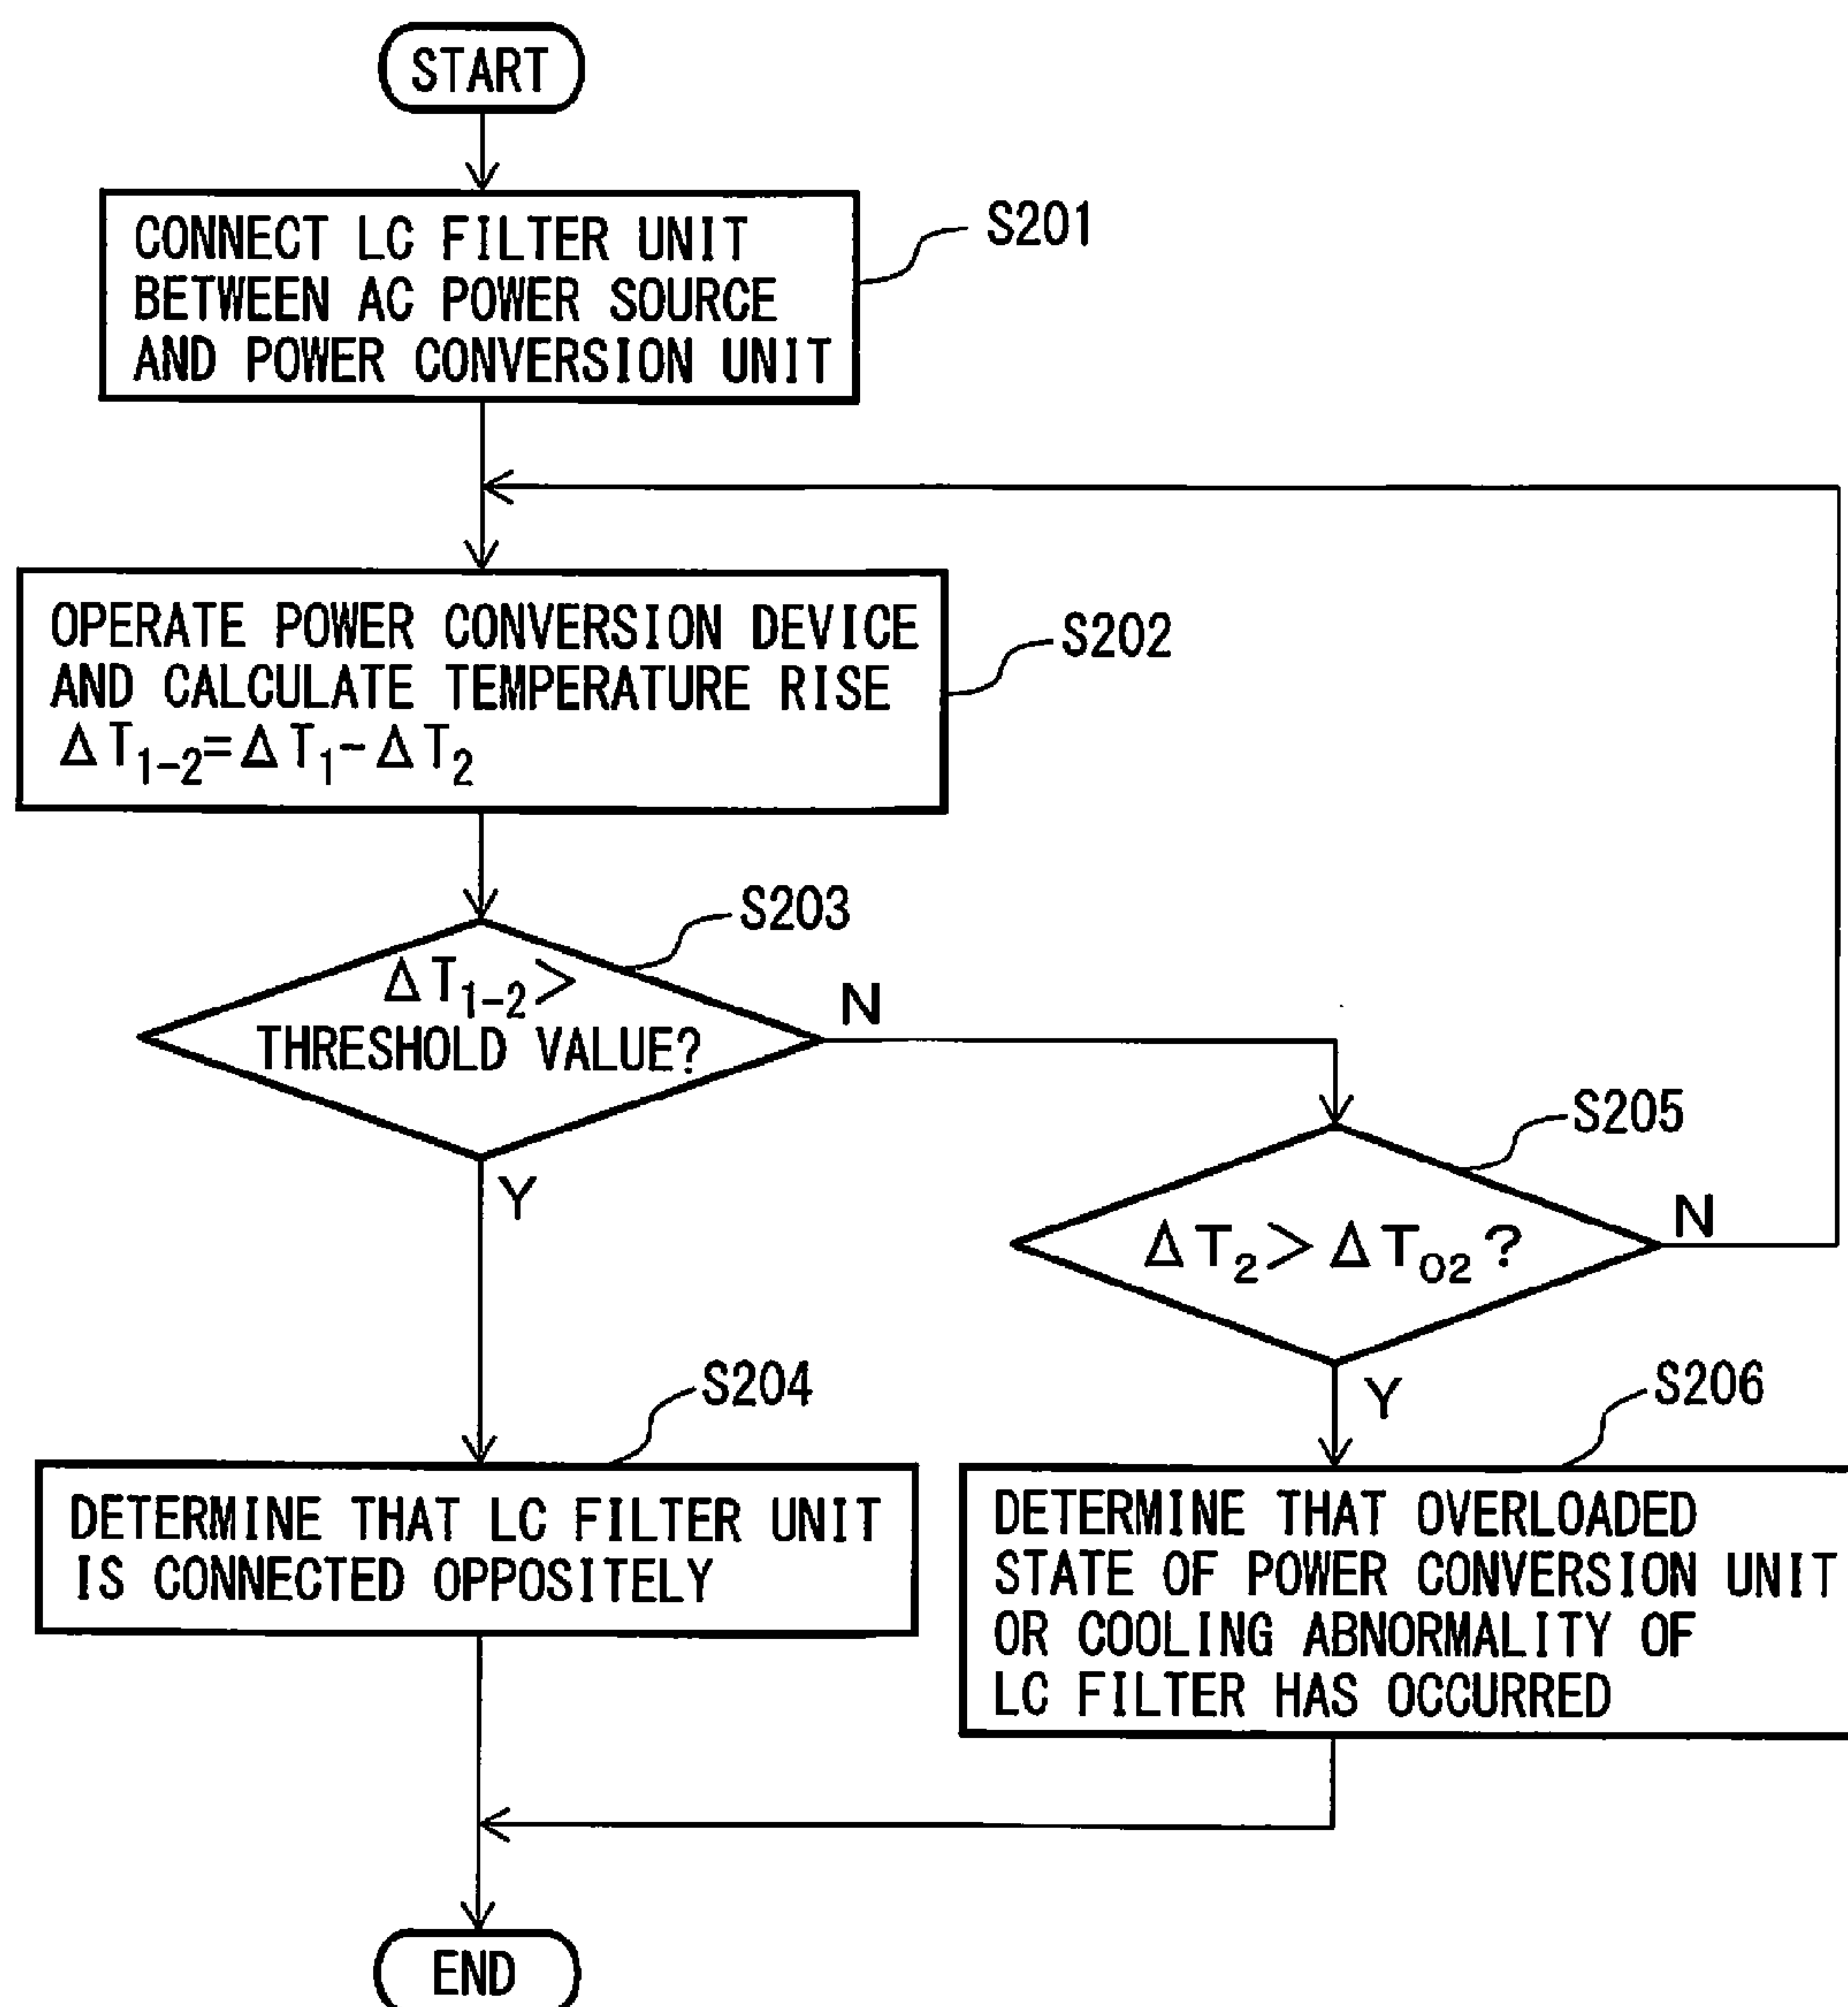 START
CONNECT LC FILTER UNIT
BETWEEN AC POWER SOURCE
AND POWER CONVERSION UNIT
S201
OPERATE POWER CONVERSION DEVICE
AND CALCULATE TEMPERATURE RISE
ΔT₁₋₂=ΔT₁-ΔT₂
S202
S203
ΔT₁₋₂>
THRESHOLD VALUE?
N
Y
S205
ΔT₂>ΔT₀₂?
N
Y
S204
DETERMINE THAT LC FILTER UNIT
IS CONNECTED OPPOSITELY
S206
DETERMINE THAT OVERLOADED
STATE OF POWER CONVERSION UNIT
OR COOLING ABNORMALITY OF
LC FILTER HAS OCCURRED
END